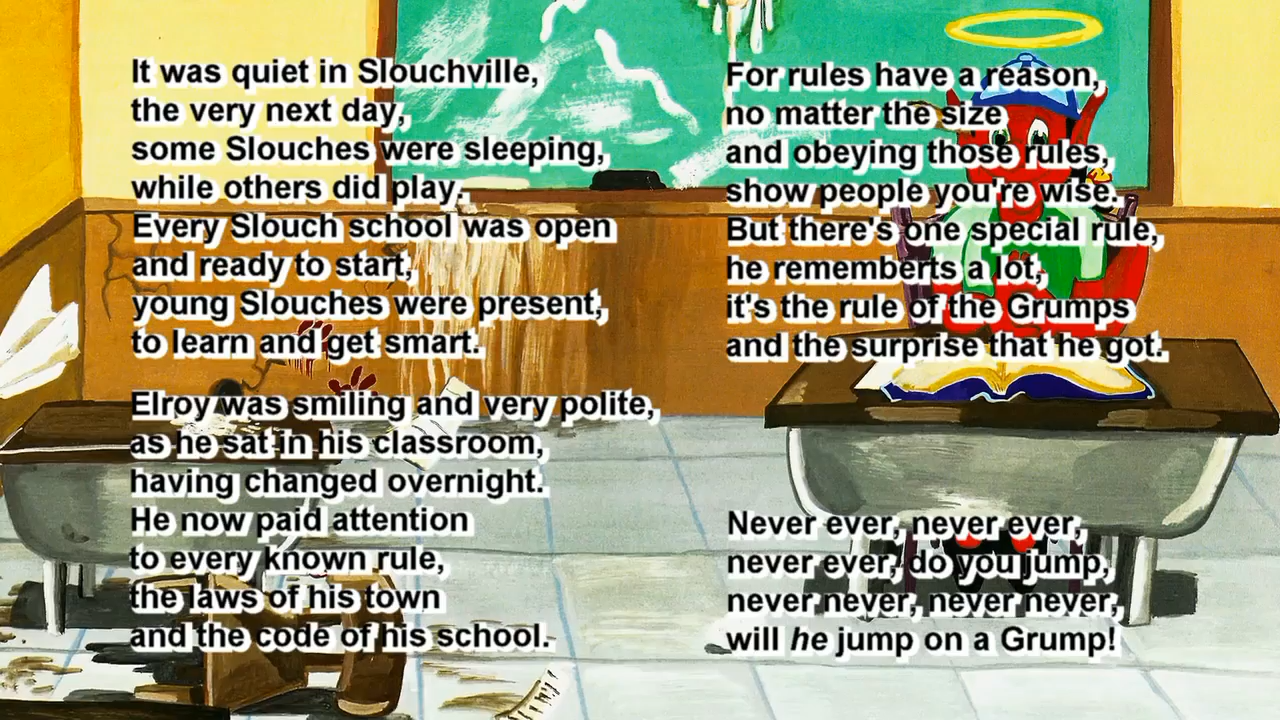 It was quiet in Slouchville,
the very next day,
some Slouches were sleeping,
while others did play.
Every Slouch school was open
and ready to start,
young Slouches were present,
to learn and get smart.
Elroy was smiling and very polite,
as he sat in his classroom,
having changed overnight.
He now paid attention
to every known rule,
the laws of his town
and the code of his school.
For rules have a reason,
no matter the size
and obeying those rules,
show people you're wise.
But there's one special rule,
he rememberts a lot,
it's the rule of the Grumps
and the surprise that he got.
Never ever, never ever,
never ever, do you jump,
never never, never never,
will he jump on a Grump!